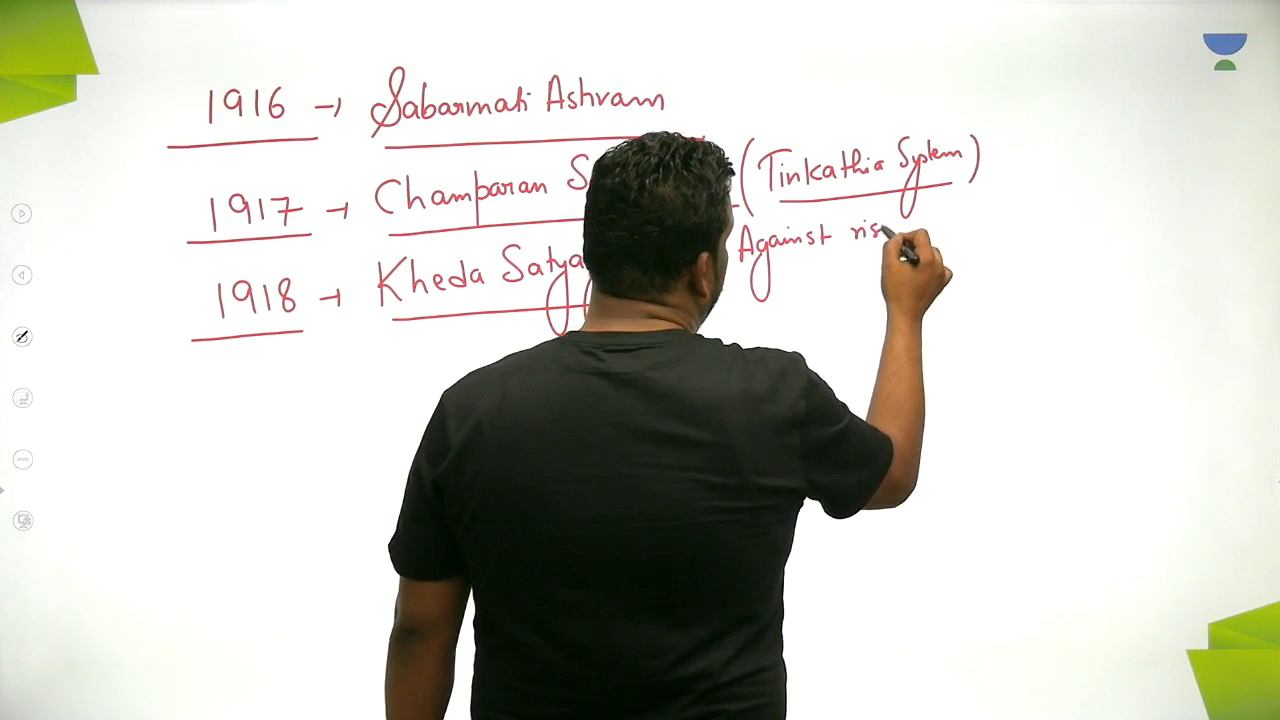 1916 → Sabarmati Ashram
1917 → Champaran S (Tinkathia System)
1918 → Kheda Satya Against ris